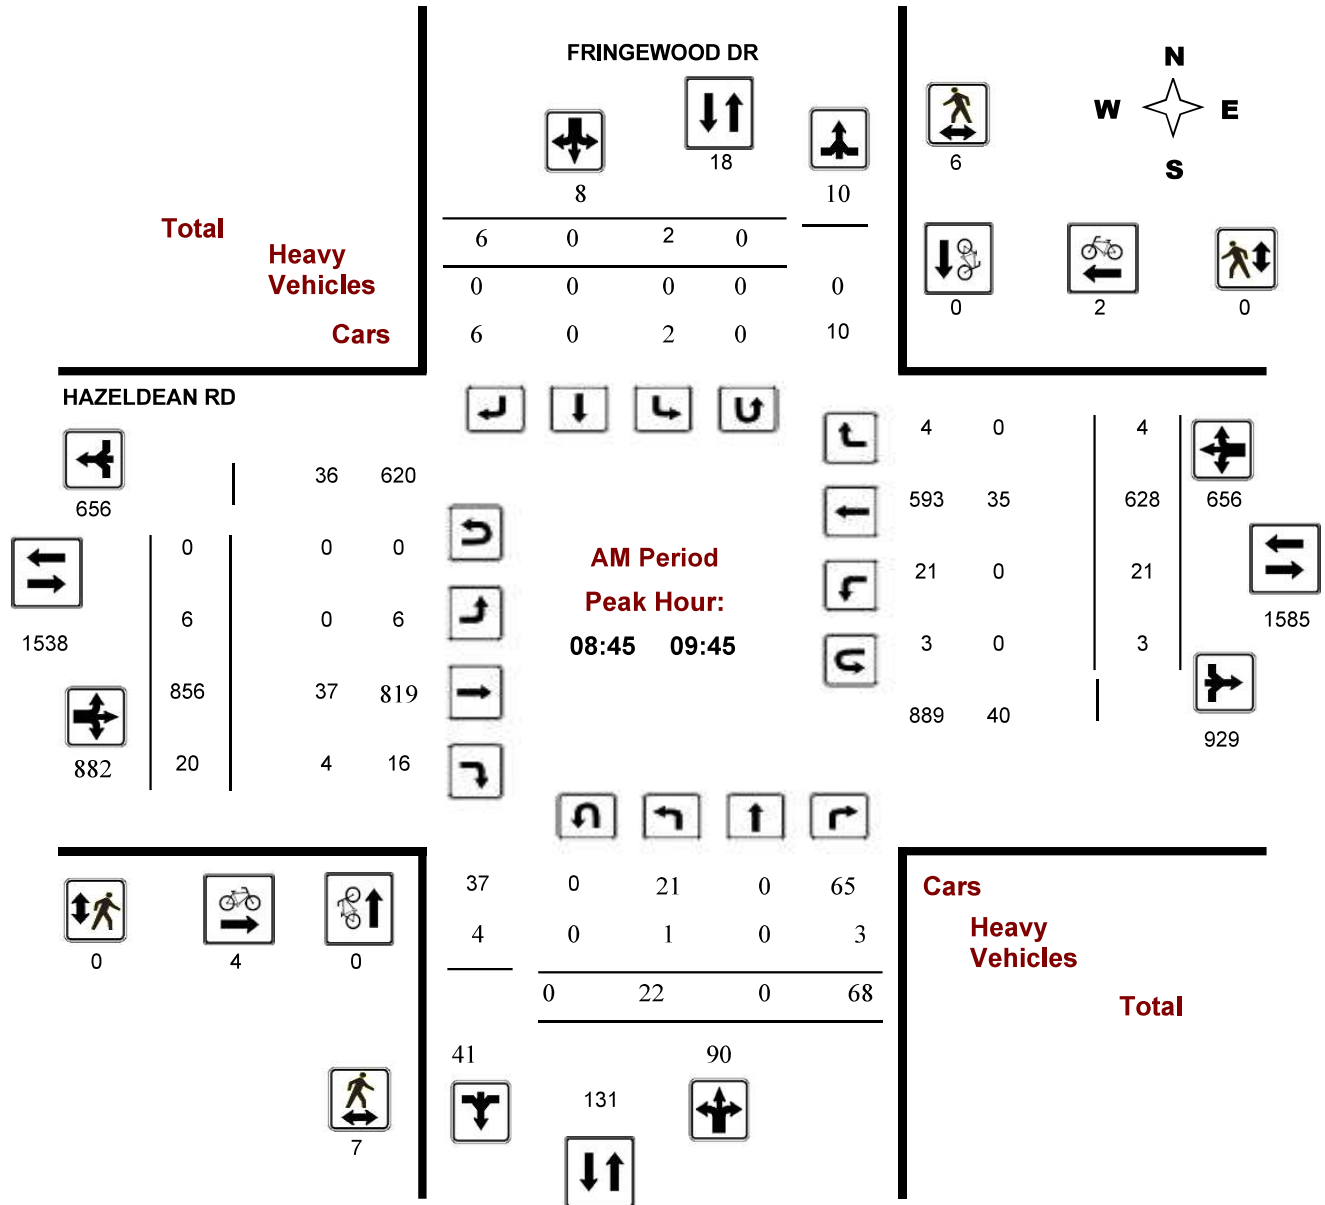 FRINGEWOOD DR
N
W E
S
18
6
8
10
Total
6 0 2 0
Heavy
Vehicles
0 0 0 0 0
0 2 0
Cars
6 0 2 0 10
HAZELDEAN RD
4 0 4
36 620
656
593 35 628 656
0 0 0
AM Period
21 0 21
Peak Hour:
6 0 6
1538
08:45 09:45
3 0 3
1585
856 37 819
889 40
929
882
20 4 16
37 0 21 0 65
Cars
4 0 1 0 3
Heavy
Vehicles
0 4 0
0 22 0 68
Total
41 90
131
7